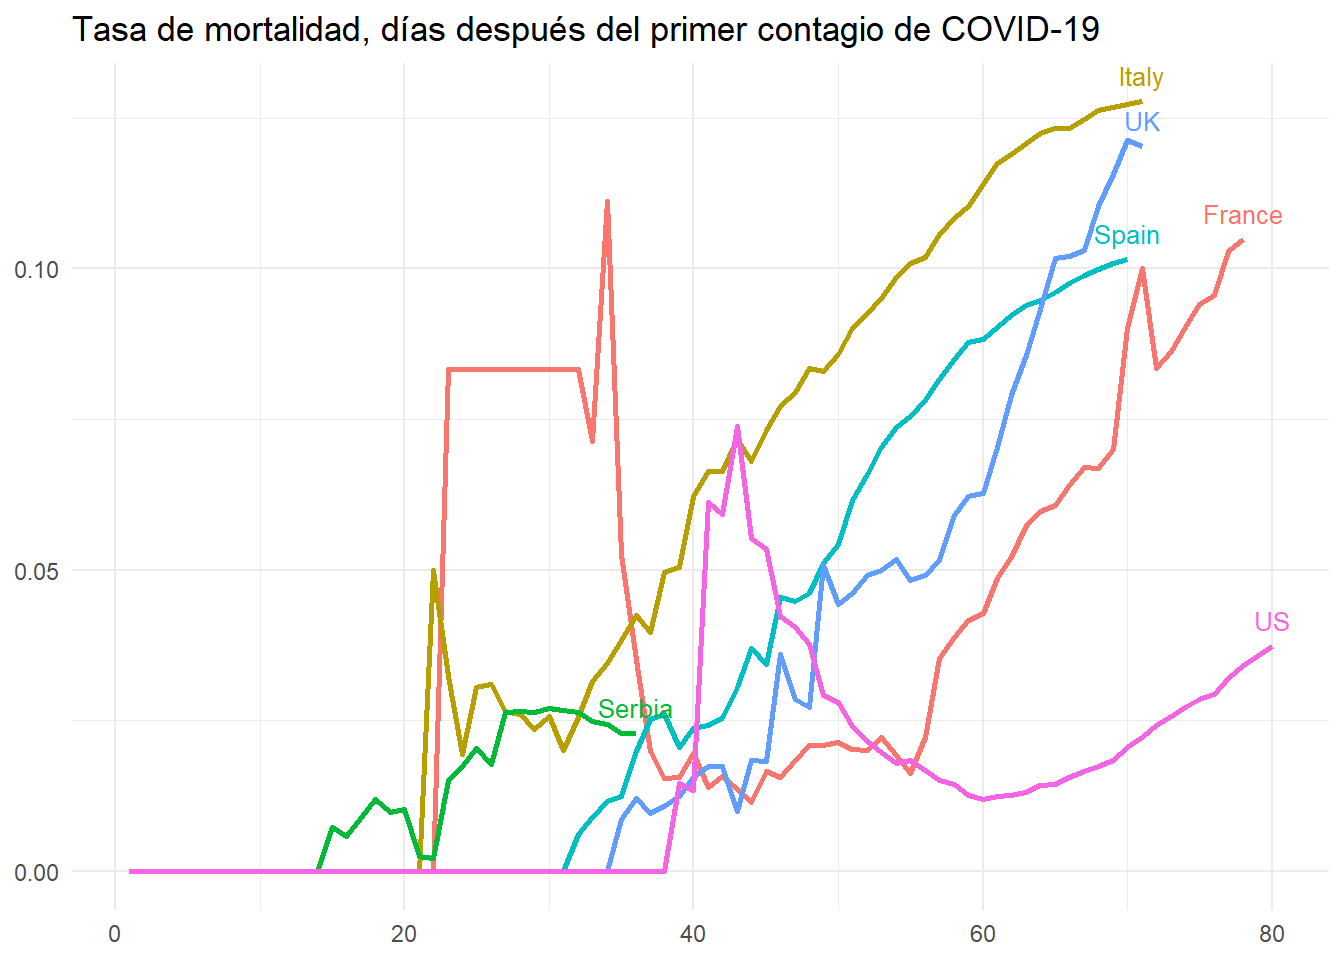 Tasa de mortalidad, días después del primer contagio de COVID-19
Italy
UK
France
Spain
0.10
0.05
US
Serbia
0.00
0 20 40 60 80